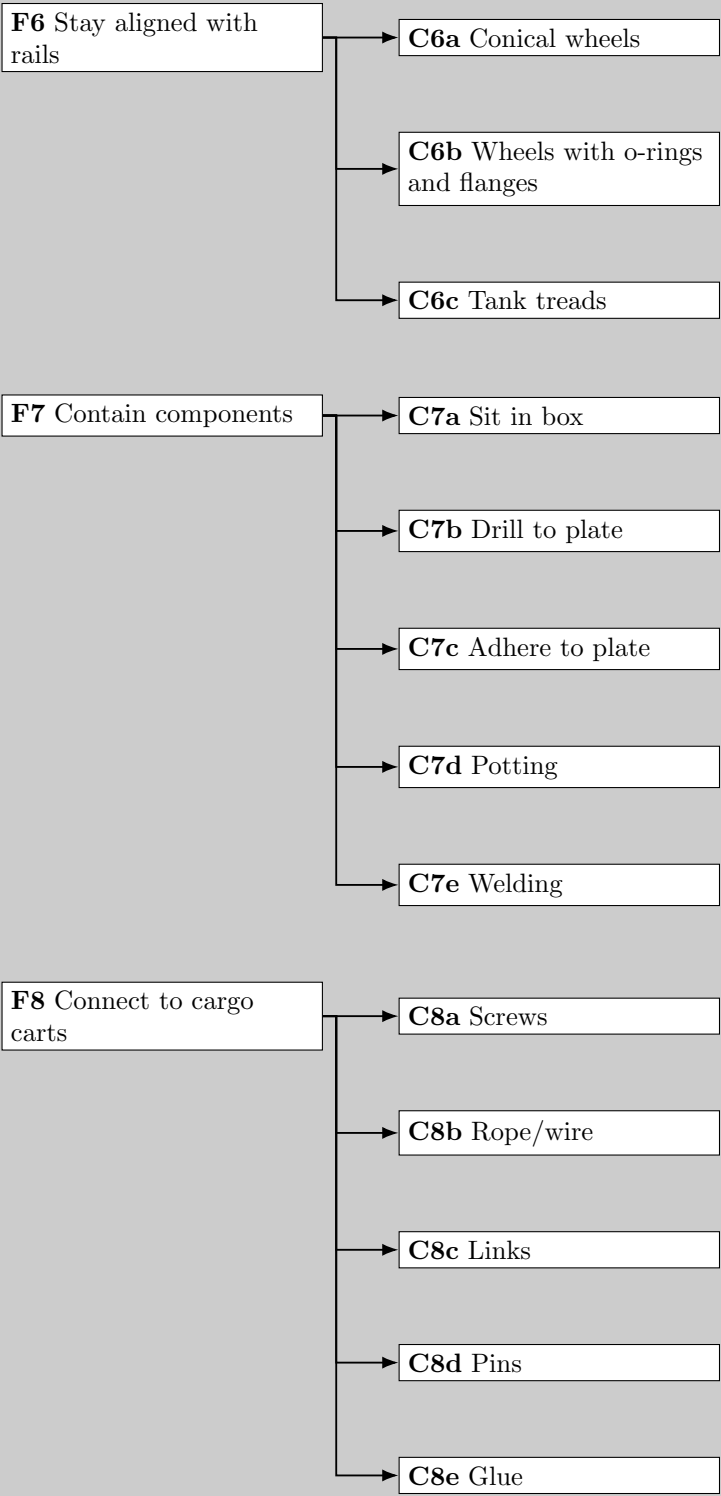 F6 Stay aligned with
rails
C6a Conical wheels
C6b Wheels with o-rings
and flanges
C6c Tank treads
F7 Contain components
C7a Sit in box
C7b Drill to plate
C7c Adhere to plate
C7d Potting
C7e Welding
F8 Connect to cargo
carts
C8a Screws
C8b Rope/wire
C8c Links
C8d Pins
C8e Glue